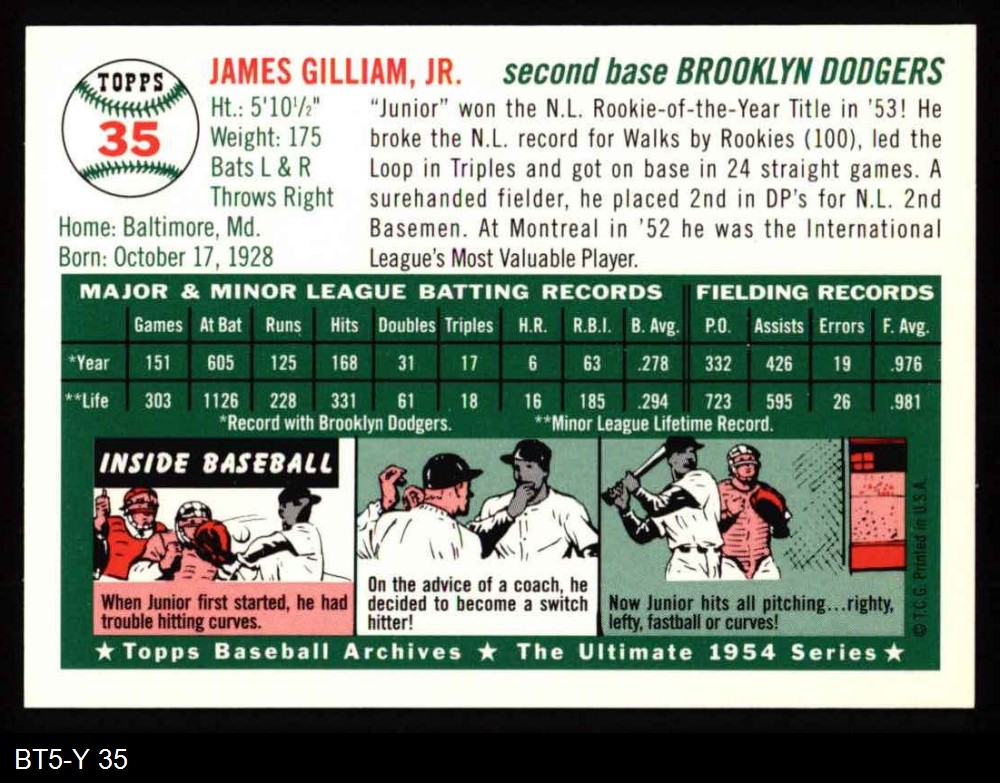 TOPPS
35
JAMES GILLIAM, JR.
second base BROOKLYN DODGERS
Ht.: 5'10½"
Weight: 175
Bats L & R
Throws Right
Home: Baltimore, Md.
Born: October 17, 1928
"Junior" won the N.L. Rookie-of-the-Year Title in '53! He
broke the N.L. record for Walks by Rookies (100), led the
Loop in Triples and got on base in 24 straight games. A
surehanded fielder, he placed 2nd in DP's for N.L. 2nd
Basemen. At Montreal in '52 he was the International
League's Most Valuable Player.
MAJOR & MINOR LEAGUE BATTING RECORDS FIELDING RECORDS
Games At Bat Runs Hits Doubles Triples H.R. R.B.I. B. Avg. P.O. Assists Errors F. Avg.
*Year 151 605 125 168 31 17 6 63 .278 332 426 19 .976
**Life 303 1126 228 331 61 18 16 185 .294 723 595 26 .981
*Record with Brooklyn Dodgers. **Minor League Lifetime Record.
INSIDE BASEBALL
When Junior first started, he had
trouble hitting curves.
On the advice of a coach, he
decided to become a switch
hitter!
Now Junior hits all pitching...righty,
lefty, fastball or curves!
© T.C.G. Printed in U.S.A.
★ Topps Baseball Archives ★ The Ultimate 1954 Series ★
BT5-Y 35